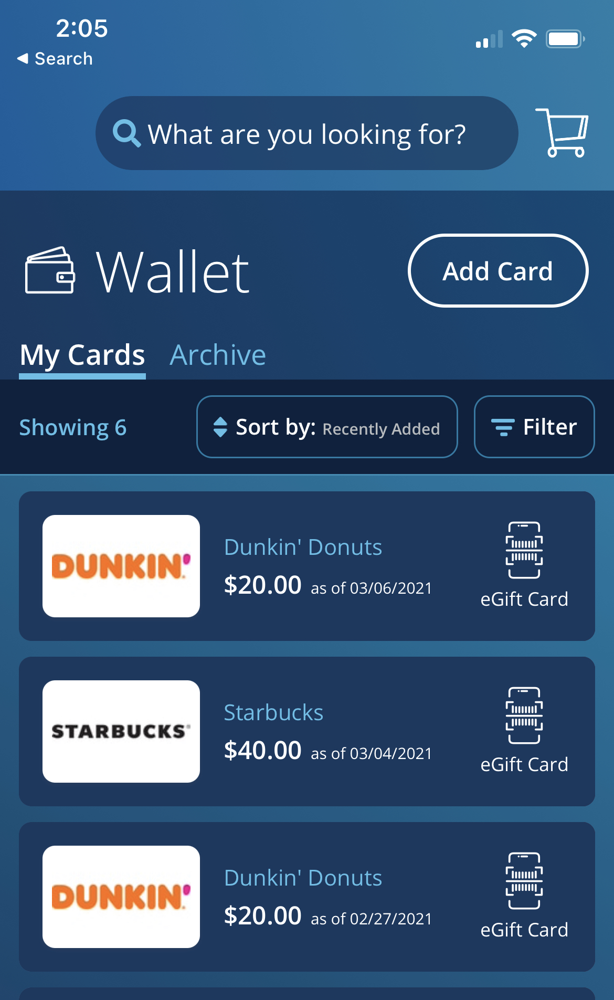 2:05
Search
What are you looking for?
Wallet
Add Card
My Cards Archive
Showing 6
Sort by: Recently Added
Filter
DUNKIN'
Dunkin' Donuts
$20.00 as of 03/06/2021
eGift Card
STARBUCKS®
Starbucks
$40.00 as of 03/04/2021
eGift Card
DUNKIN'
Dunkin' Donuts
$20.00 as of 02/27/2021
eGift Card